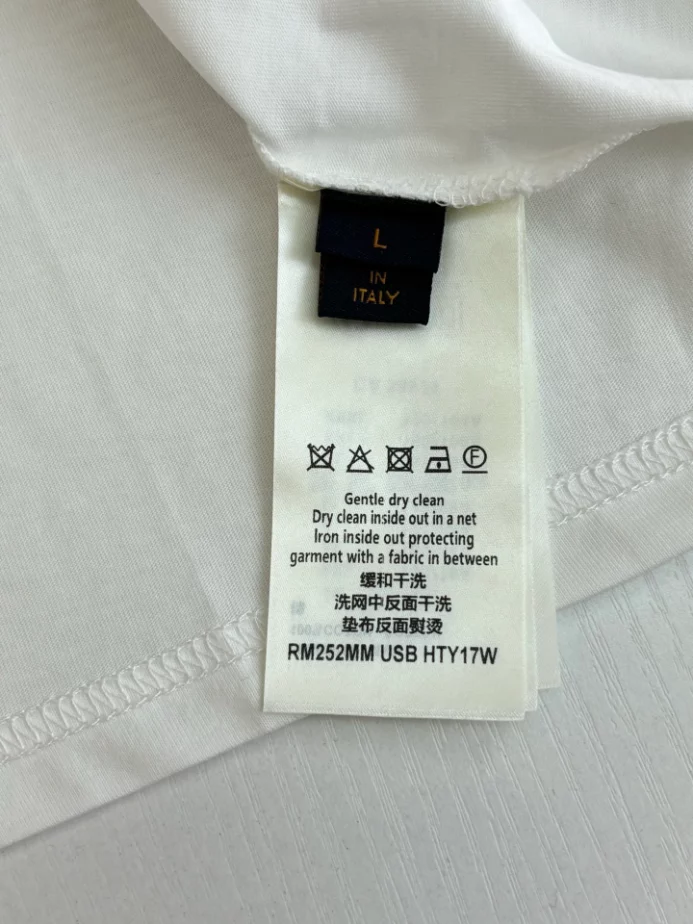 L
IN
ITALY
F
Gentle dry clean
Dry clean inside out in a net
Iron inside out protecting
garment with a fabric in between
缓和干洗
洗网中反面干洗
垫布反面熨烫
RM252MM USB HTY17W